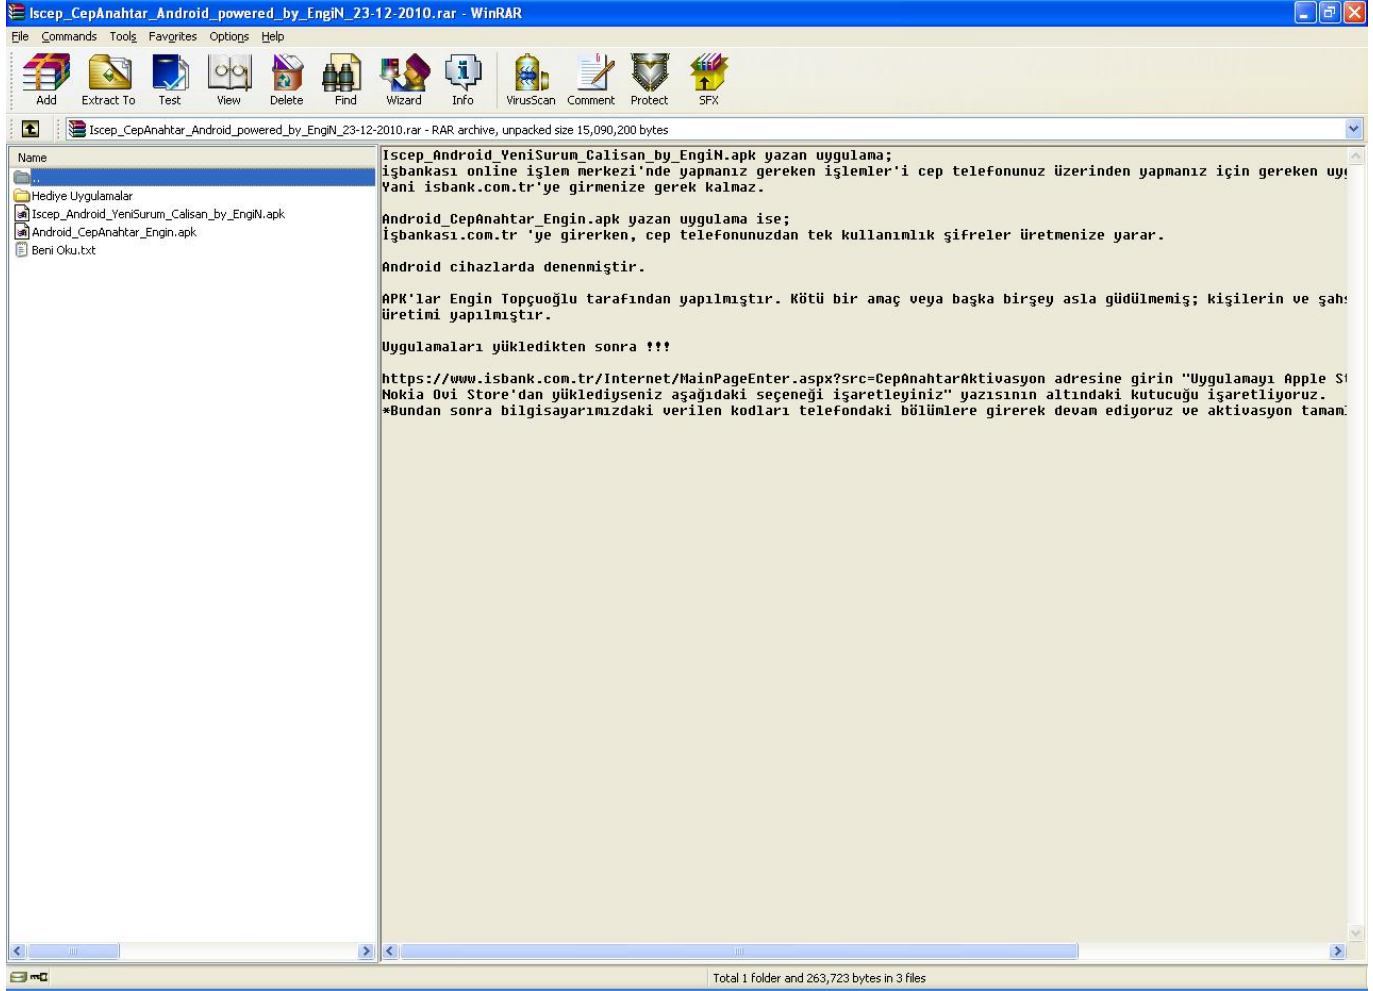 Iscep_CepAnahtar_Android_powered_by_EngiN_23-12-2010.rar - WinRAR
File Commands Tools Favorites Options Help
Add Extract To Test View Delete Find Wizard Info VirusScan Comment Protect SFX
Iscep_CepAnahtar_Android_powered_by_EngiN_23-12-2010.rar - RAR archive, unpacked size 15,090,200 bytes
Name
..
Hediye Uygulamalar
Iscep_Android_YeniSurum_Calisan_by_EngiN.apk
Android_CepAnahtar_Engin.apk
Beni Oku.txt
Iscep_Android_YeniSurum_Calisan_by_EngiN.apk yazan uygulama;
işbankası online işlem merkezi'nde yapmanız gereken işlemler'i cep telefonunuz üzerinden yapmanız için gereken
Yani isbank.com.tr'ye girmenize gerek kalmaz.
Android_CepAnahtar_Engin.apk yazan uygulama ise;
İşbankası.com.tr 'ye girerken, cep telefonunuzdan tek kullanımlık şifreler üretmenize yarar.
Android cihazlarda denenmiştir.
APK'lar Engin Topçuoğlu tarafından yapılmıştır. Kötü bir amaç veya başka birşey asla güdülmemiş; kişilerin ve
üretimi yapılmıştır.
Uygulamaları yükledikten sonra !!!
https://www.isbank.com.tr/Internet/MainPageEnter.aspx?src=CepAnahtarAktivasyon adresine girin "Uygulamayı Apple
Nokia Ovi Store'dan yüklediyseniz aşağıdaki seçeneği işaretleyiniz" yazısının altındaki kutucuğu işaretliyoruz.
*Bundan sonra bilgisayarımızdaki verilen kodları telefondaki bölümlere girerek devam ediyoruz ve aktivasyon
Total 1 folder and 263,723 bytes in 3 files